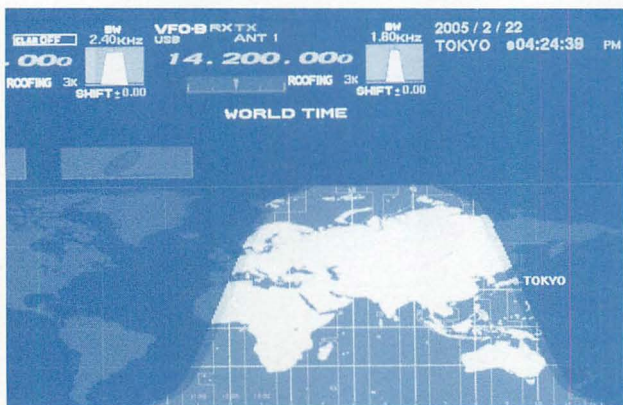 CLAR OFF
BW
2.40KHz
VFO-B RX TX
USB ANT 1
BW
1.80KHz
2005 / 2 / 22
TOKYO 04:24:39 PM
.000
14.200.000
ROOFING 3K
SHIFT ± 0.00
ROOFING 3K
SHIFT ± 0.00
WORLD TIME
TOKYO